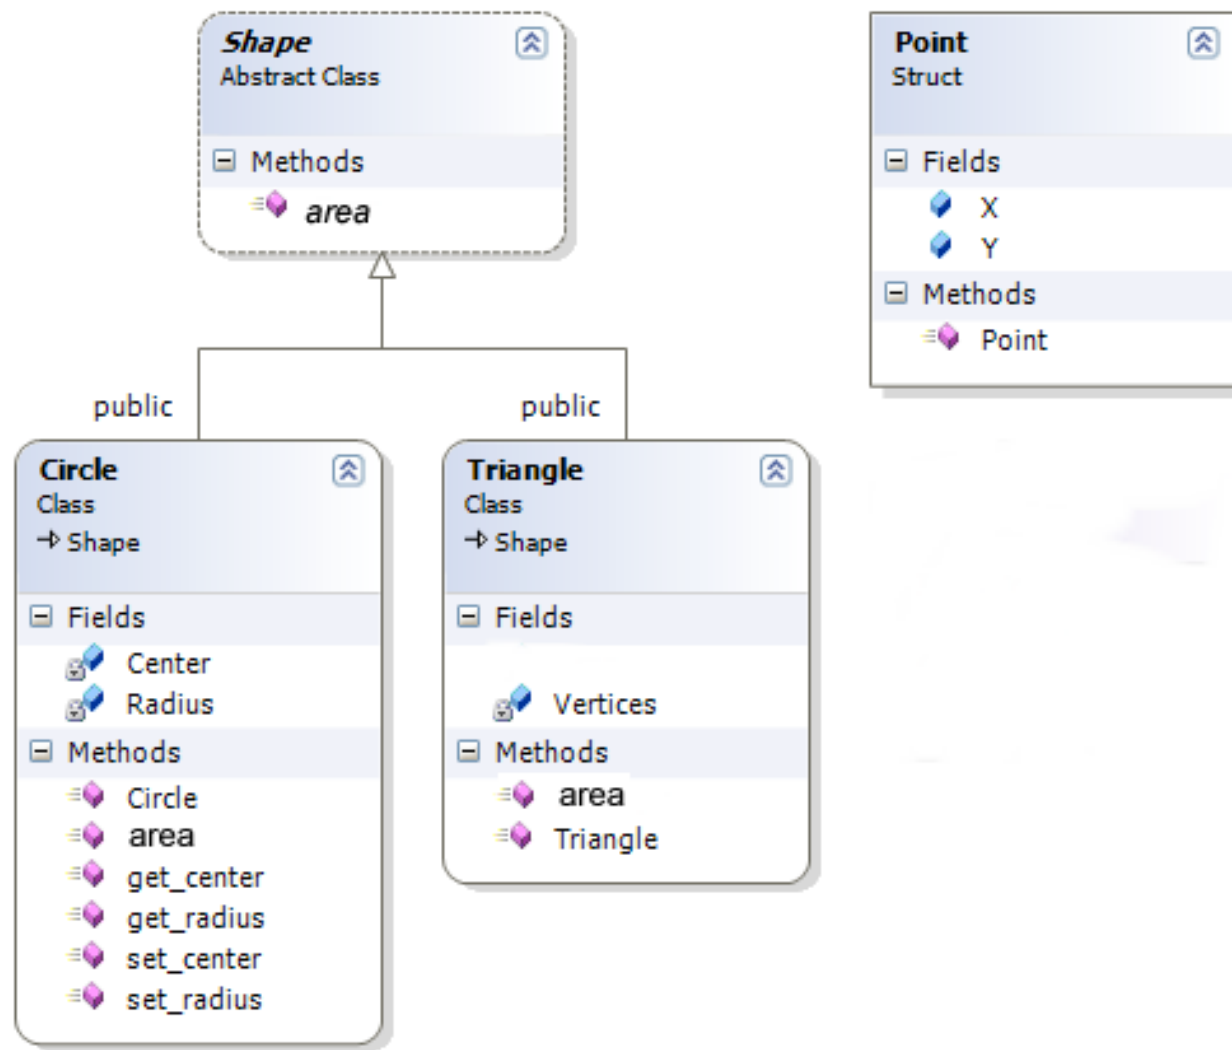 Shape
Abstract Class
Methods
area
Point
Struct
Fields
X
Y
Methods
Point
public
public
Circle
Class
Shape
Fields
Center
Radius
Methods
Circle
area
get_center
get_radius
set_center
set_radius
Triangle
Class
Shape
Fields
Vertices
Methods
area
Triangle